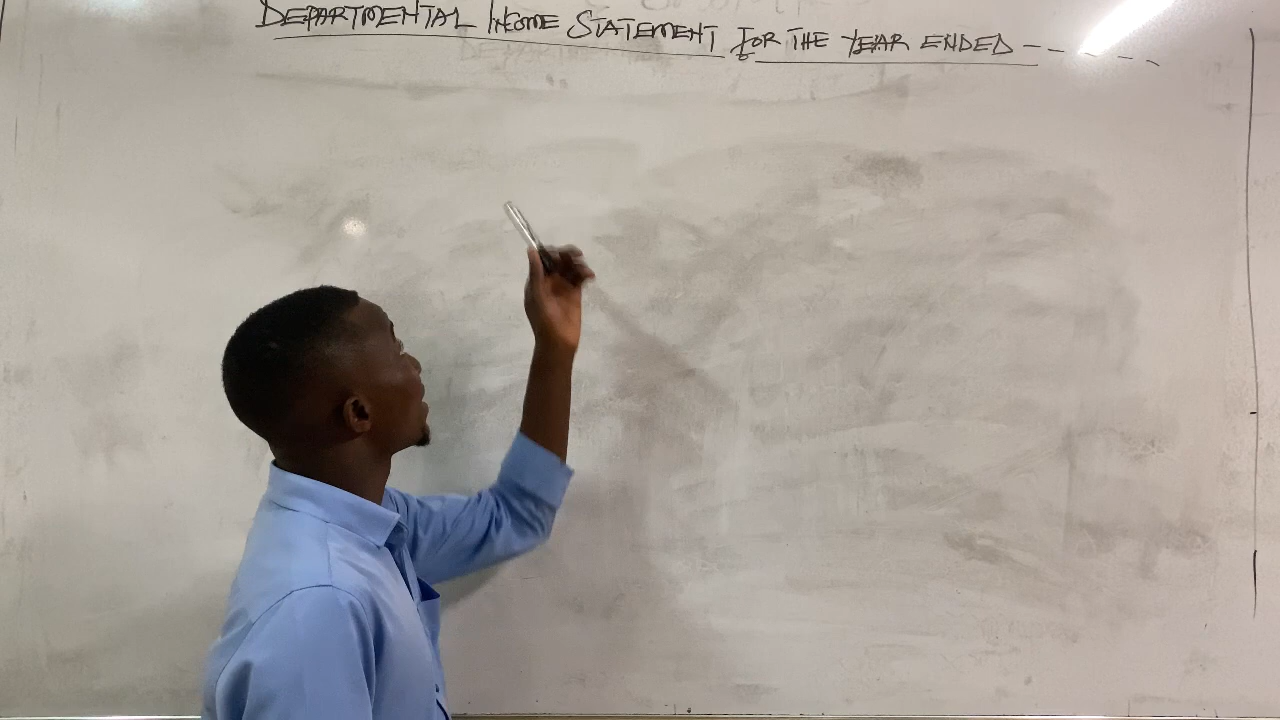 DEPARTMENTAL INCOME STATEMENT FOR THE YEAR ENDED -----